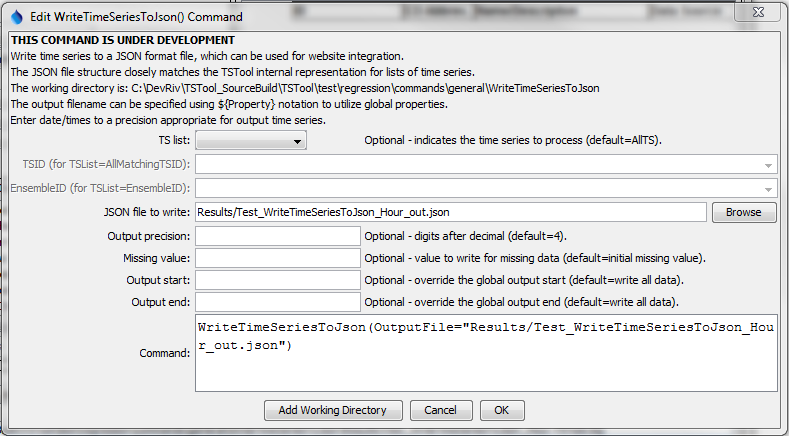 Edit WriteTimeSeriesToJson() Command
THIS COMMAND IS UNDER DEVELOPMENT
Write time series to a JSON format file, which can be used for website integration.
The JSON file structure closely matches the TSTool internal representation for lists of time series.
The working directory is: C:\DevRiv\TSTool_SourceBuild\TSTool\test\regression\commands\general\WriteTimeSeriesToJson
The output filename can be specified using ${Property} notation to utilize global properties.
Enter date/times to a precision appropriate for output time series.
TS list: Optional - indicates the time series to process (default=AllTS).
TSID (for TSList=AllMatchingTSID):
EnsembleID (for TSList=EnsembleID):
JSON file to write: Results/Test_WriteTimeSeriesToJson_Hour_out.json Browse
Output precision: Optional - digits after decimal (default=4).
Missing value: Optional - value to write for missing data (default=initial missing value).
Output start: Optional - override the global output start (default=write all data).
Output end: Optional - override the global output end (default=write all data).
Command: WriteTimeSeriesToJson(OutputFile="Results/Test_WriteTimeSeriesToJson_Hou
r_out.json")
Add Working Directory Cancel OK